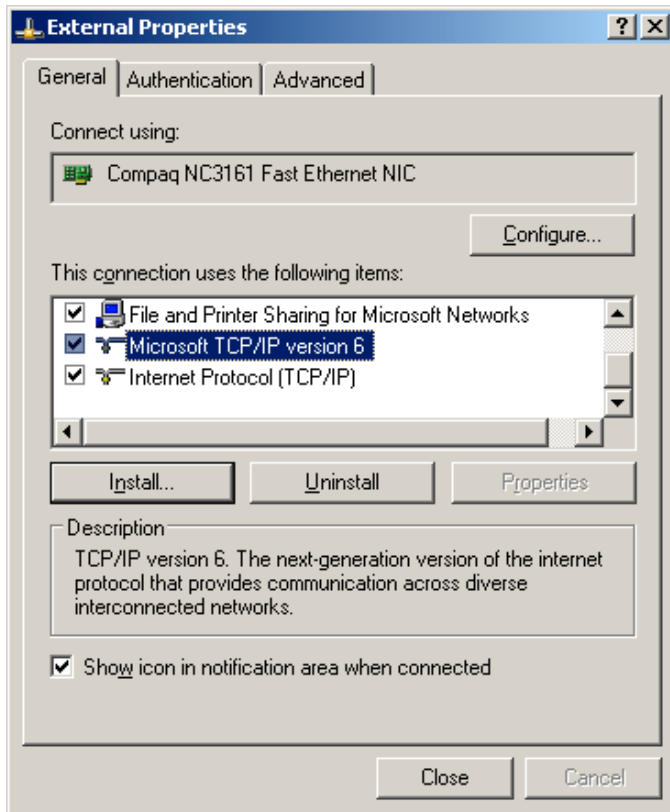 External Properties
General Authentication Advanced
Connect using:
Compaq NC3161 Fast Ethernet NIC
Configure...
This connection uses the following items:
File and Printer Sharing for Microsoft Networks
Microsoft TCP/IP version 6
Internet Protocol (TCP/IP)
Install... Uninstall Properties
Description
TCP/IP version 6. The next-generation version of the internet
protocol that provides communication across diverse
interconnected networks.
Show icon in notification area when connected
Close Cancel